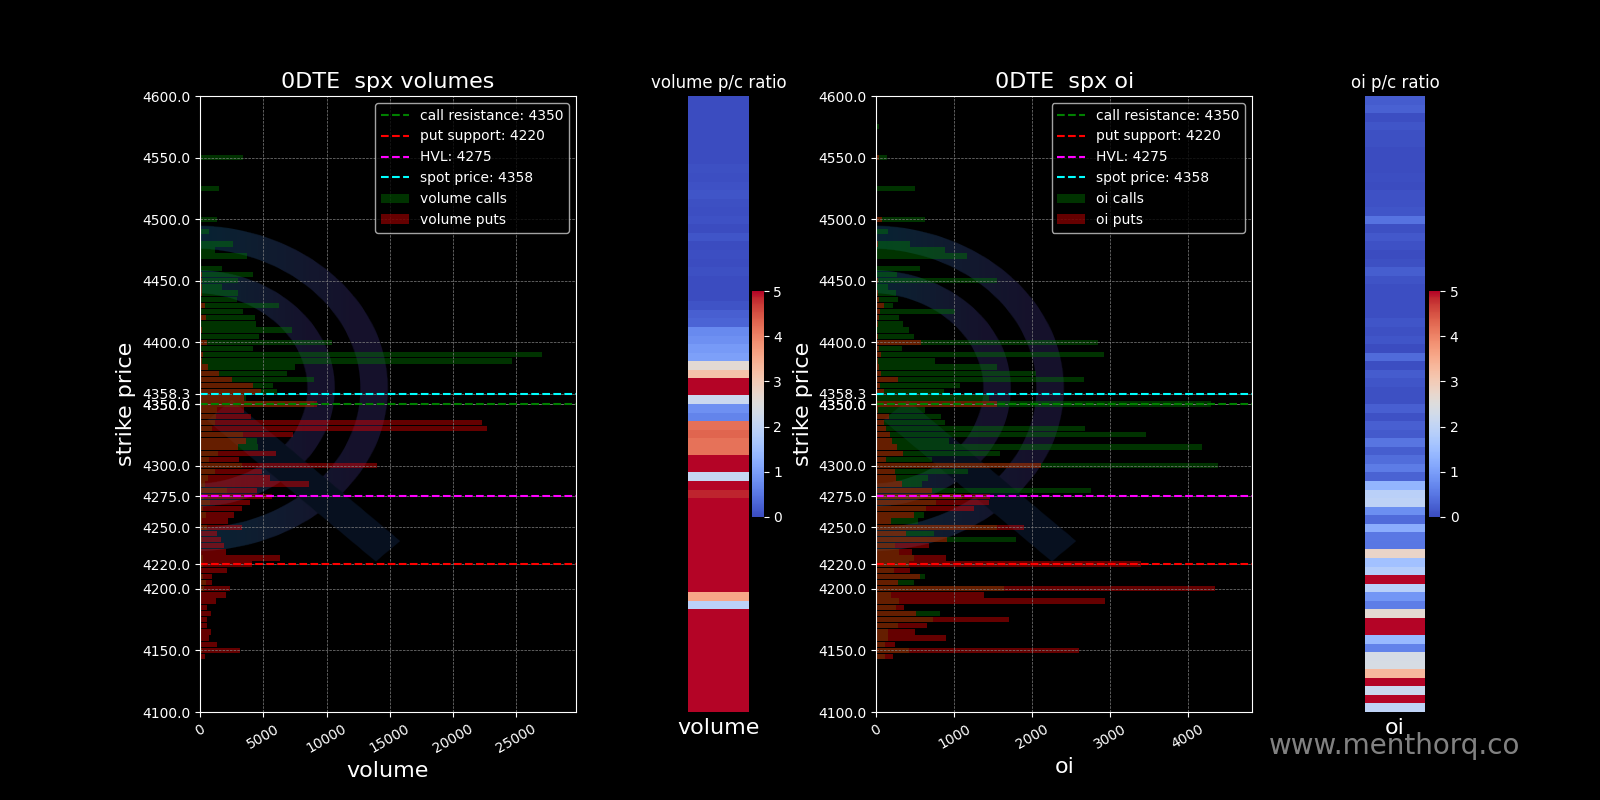 0DTE  spx volumes
4600.0
4550.0
4500.0
4450.0
4400.0
4358.3
4350.0
4300.0
4275.0
4250.0
4220.0
4200.0
4150.0
4100.0
strike price
call resistance: 4350
put support: 4220
HVL: 4275
spot price: 4358
volume calls
volume puts
0
5000
10000
15000
20000
25000
volume
volume p/c ratio
5
4
3
2
1
0
volume
0DTE  spx oi
4600.0
4550.0
4500.0
4450.0
4400.0
4358.3
4350.0
4300.0
4275.0
4250.0
4220.0
4200.0
4150.0
4100.0
strike price
call resistance: 4350
put support: 4220
HVL: 4275
spot price: 4358
oi calls
oi puts
0
1000
2000
3000
4000
oi
oi p/c ratio
5
4
3
2
1
0
oi
www.menthorq.co